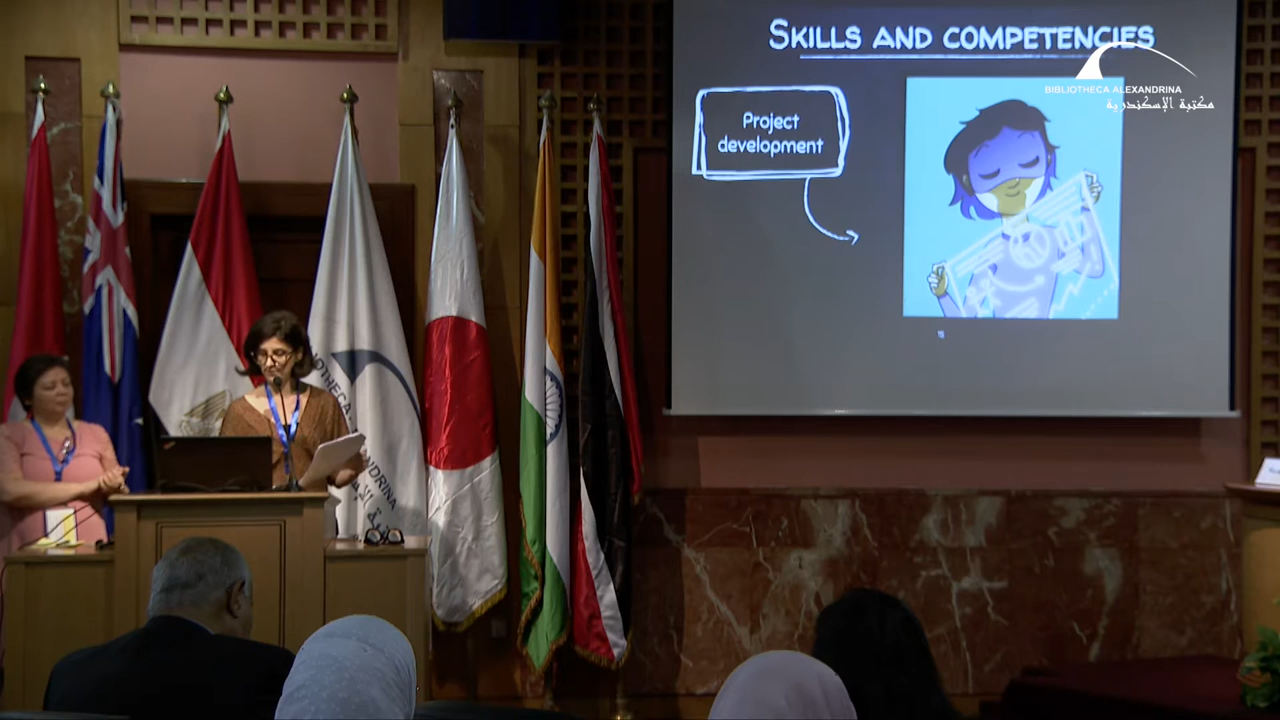 SKILLS AND COMPETENCIES
BIBLIOTHECA ALEXANDRINA
مكتبة الإسكندرية
Project
development